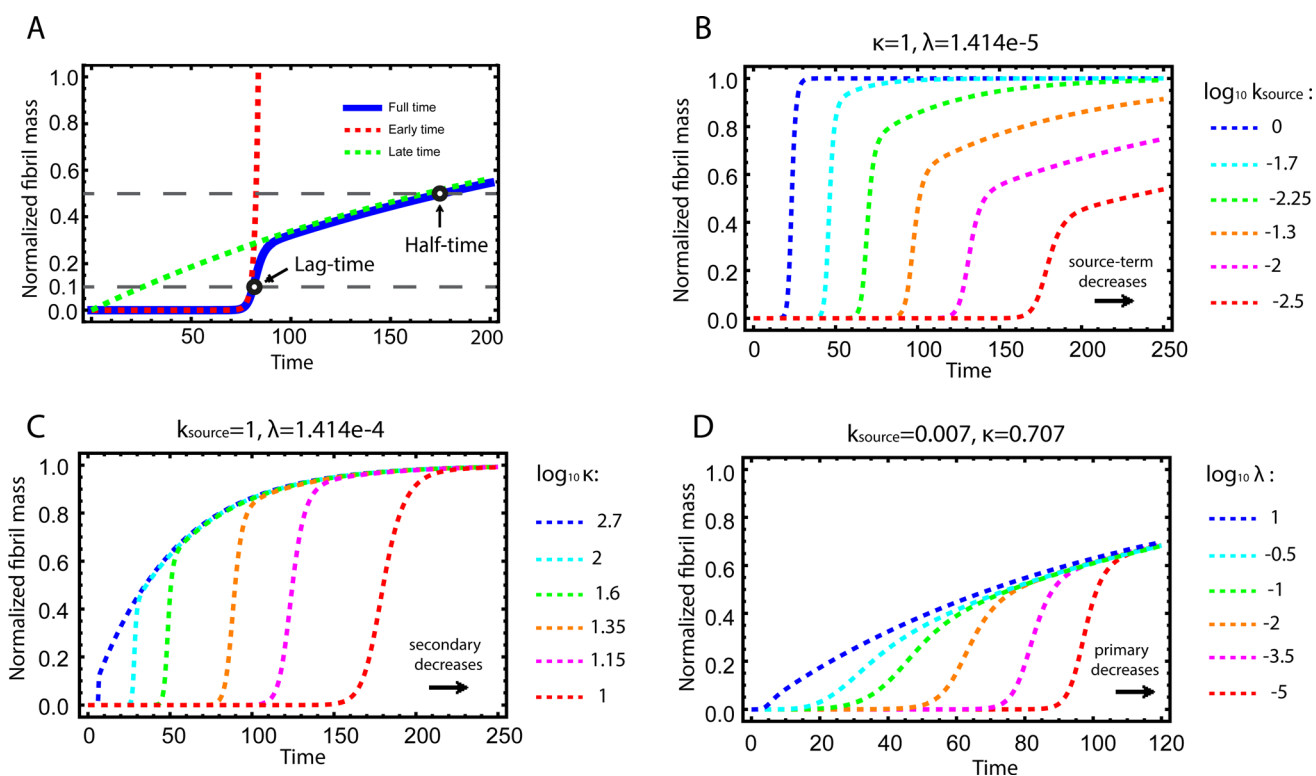 A
Normalized fibril mass
1.0
0.8
0.6
0.4
0.2
0.1
0.0
Full time
Early time
Late time
Half-time
Lag-time
50
100
150
200
Time
B
κ=1, λ=1.414e-5
Normalized fibril mass
1.0
0.8
0.6
0.4
0.2
0.0
source-term
decreases
0
50
100
150
200
250
Time
log₁₀ ksource :
0
-1.7
-2.25
-1.3
-2
-2.5
C
ksource=1, λ=1.414e-4
Normalized fibril mass
1.0
0.8
0.6
0.4
0.2
0.0
secondary
decreases
0
50
100
150
200
250
Time
log₁₀ κ:
2.7
2
1.6
1.35
1.15
1
D
ksource=0.007, κ=0.707
Normalized fibril mass
1.0
0.8
0.6
0.4
0.2
0.0
primary
decreases
0
20
40
60
80
100
120
Time
log₁₀ λ :
1
-0.5
-1
-2
-3.5
-5